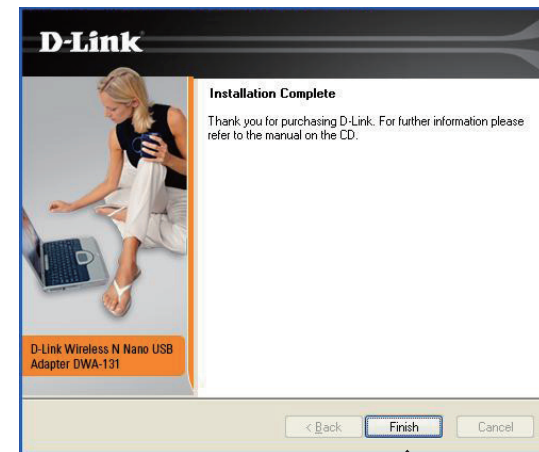 D-Link
Installation Complete
Thank you for purchasing D-Link. For further information please
refer to the manual on the CD.
D-Link Wireless N Nano USB
Adapter DWA-131
< Back
Finish
Cancel